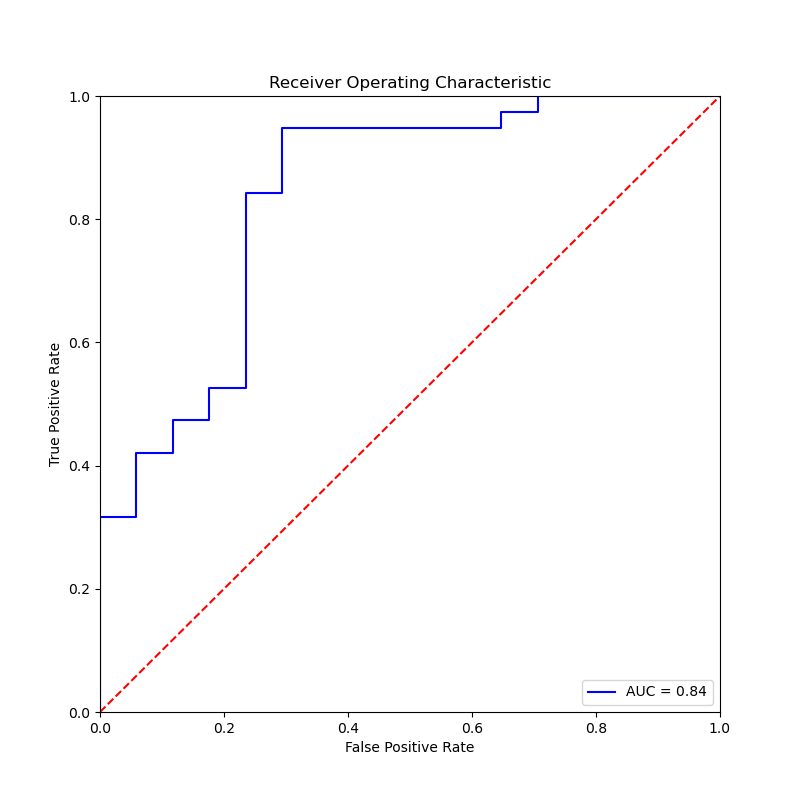 Receiver Operating Characteristic
1.0
0.8
0.6
0.4
0.2
0.0
True Positive Rate
AUC = 0.84
0.0 0.2 0.4 0.6 0.8 1.0
False Positive Rate